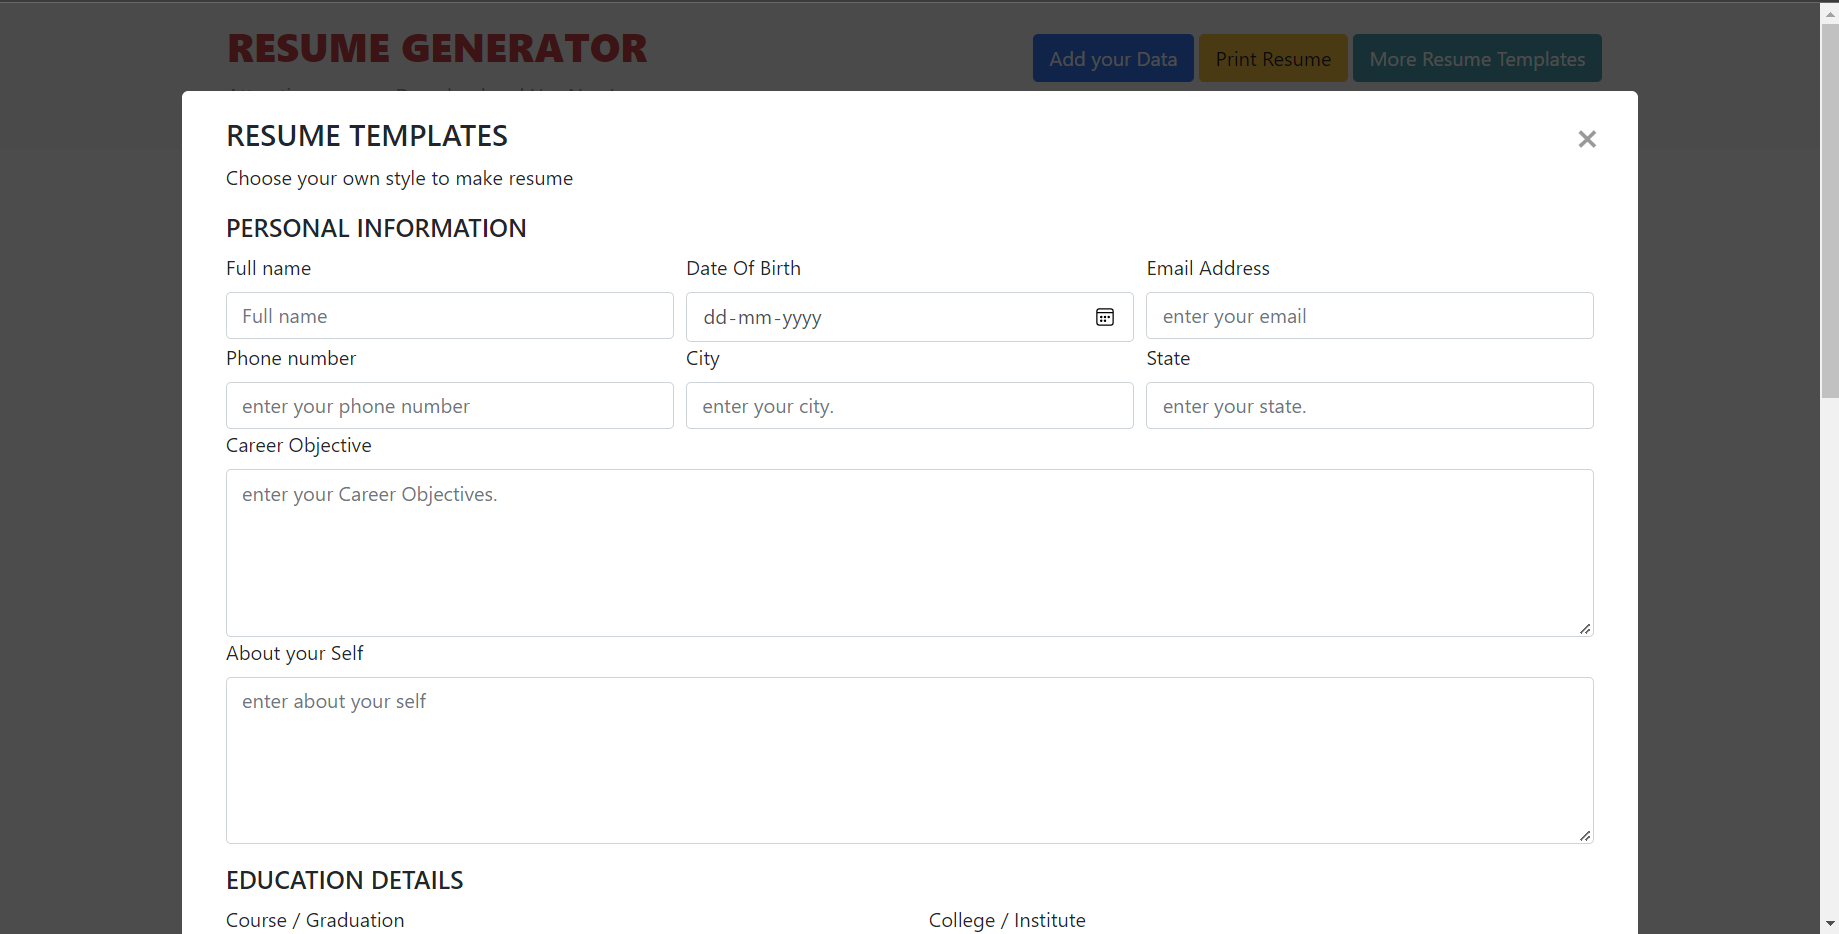 RESUME GENERATOR
Add your Data
Print Resume
More Resume Templates
RESUME TEMPLATES
Choose your own style to make resume
PERSONAL INFORMATION
Full name
Date Of Birth
Email Address
Full name
dd-mm-yyyy
enter your email
Phone number
City
State
enter your phone number
enter your city.
enter your state.
Career Objective
enter your Career Objectives.
About your Self
enter about your self
EDUCATION DETAILS
Course / Graduation
College / Institute